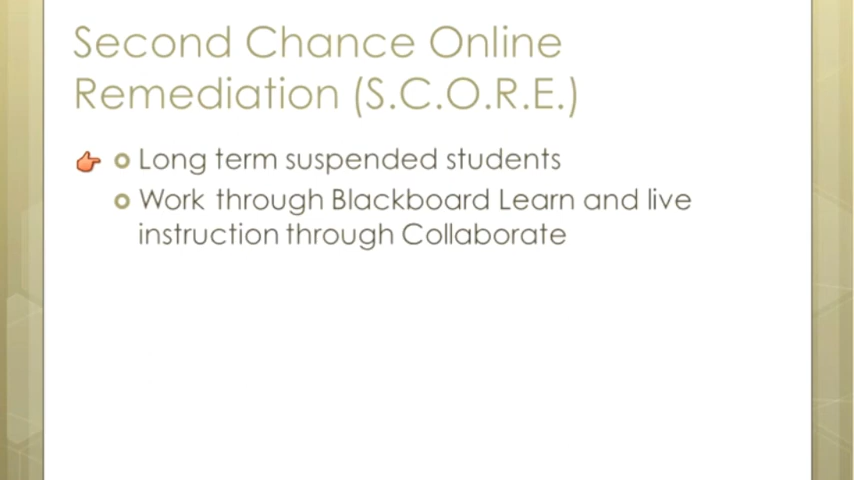 Second Chance Online
Remediation (S.C.O.R.E.)
Long term suspended students
Work through Blackboard Learn and live
instruction through Collaborate